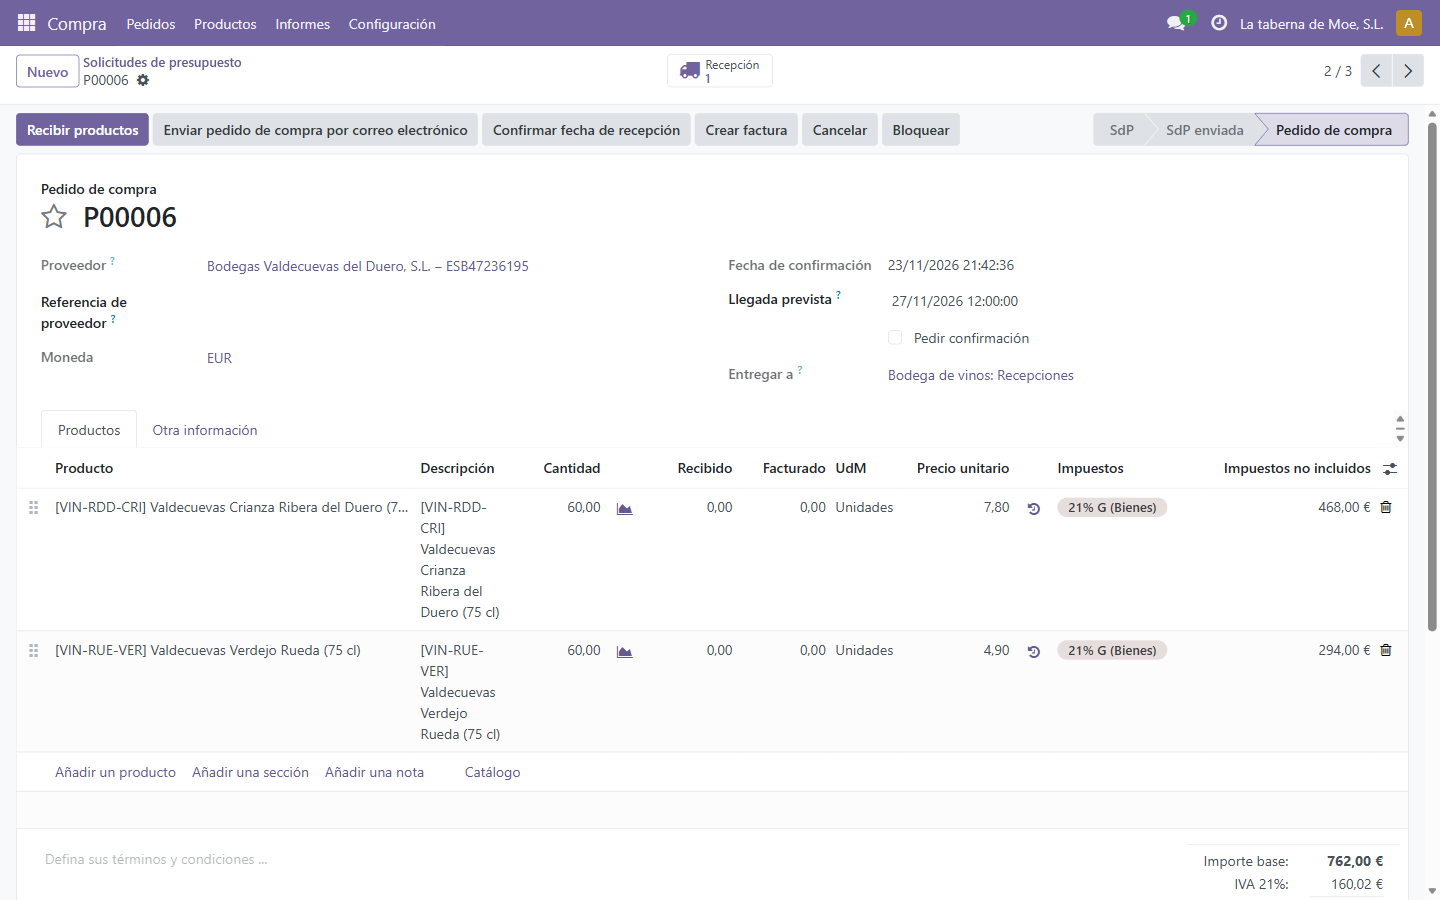 Compra
Pedidos
Productos
Informes
Configuración
1
La taberna de Moe, S.L.
A
Nuevo
Solicitudes de presupuesto
P00006
Recepción
1
2 / 3
Recibir productos
Enviar pedido de compra por correo electrónico
Confirmar fecha de recepción
Crear factura
Cancelar
Bloquear
SdP
SdP enviada
Pedido de compra
Pedido de compra
P00006
Proveedor ?
Bodegas Valdecuevas del Duero, S.L. – ESB47236195
Referencia de
proveedor ?
Moneda
EUR
Fecha de confirmación
23/11/2026 21:42:36
Llegada prevista ?
27/11/2026 12:00:00
Pedir confirmación
Entregar a ?
Bodega de vinos: Recepciones
Productos
Otra información
Producto
Descripción
Cantidad
Recibido
Facturado
UdM
Precio unitario
Impuestos
Impuestos no incluidos
[VIN-RDD-CRI] Valdecuevas Crianza Ribera del Duero (7...
[VIN-RDD-
CRI]
Valdecuevas
Crianza
Ribera del
Duero (75 cl)
60,00
0,00
0,00
Unidades
7,80
21% G (Bienes)
468,00 €
[VIN-RUE-VER] Valdecuevas Verdejo Rueda (75 cl)
[VIN-RUE-
VER]
Valdecuevas
Verdejo
Rueda (75 cl)
60,00
0,00
0,00
Unidades
4,90
21% G (Bienes)
294,00 €
Añadir un producto
Añadir una sección
Añadir una nota
Catálogo
Defina sus términos y condiciones ...
Importe base:
762,00 €
IVA 21%:
160,02 €